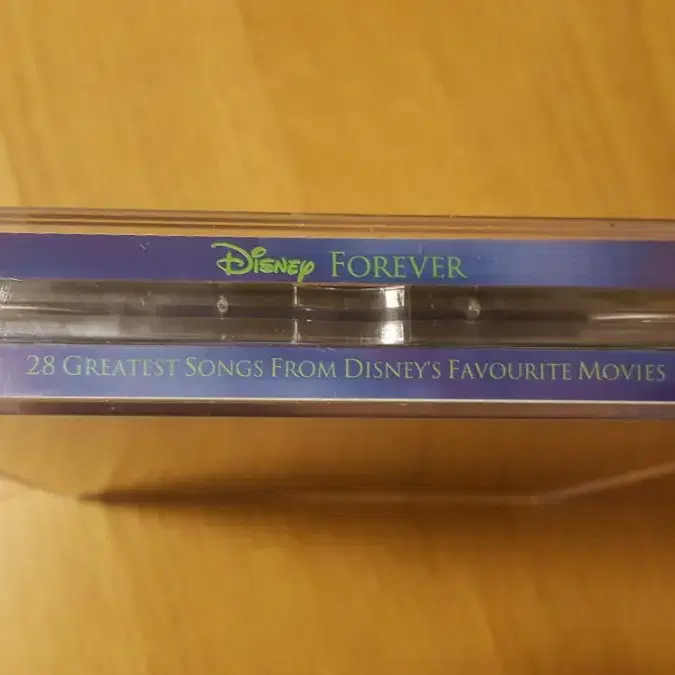 Disney Forever
28 Greatest Songs From Disney's Favourite Movies